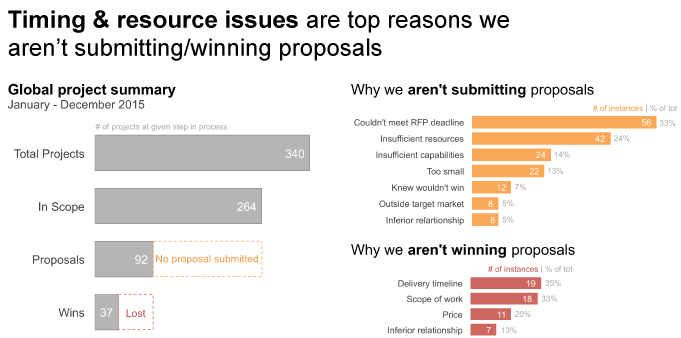 Timing & resource issues are top reasons we
aren't submitting/winning proposals
Global project summary
January - December 2015
# of projects at given step in process
Total Projects 340
In Scope 264
Proposals 92 No proposal submitted
Wins 37 Lost
Why we aren't submitting proposals
# of instances | % of tot
Couldn't meet RFP deadline 56 33%
Insufficient resources 42 24%
Insufficient capabilities 24 14%
Too small 22 13%
Knew wouldn't win 12 7%
Outside target market 8 5%
Inferior relartionship 8 5%
Why we aren't winning proposals
# of instances | % of tot
Delivery timeline 19 35%
Scope of work 18 33%
Price 11 20%
Inferior relationship 7 13%